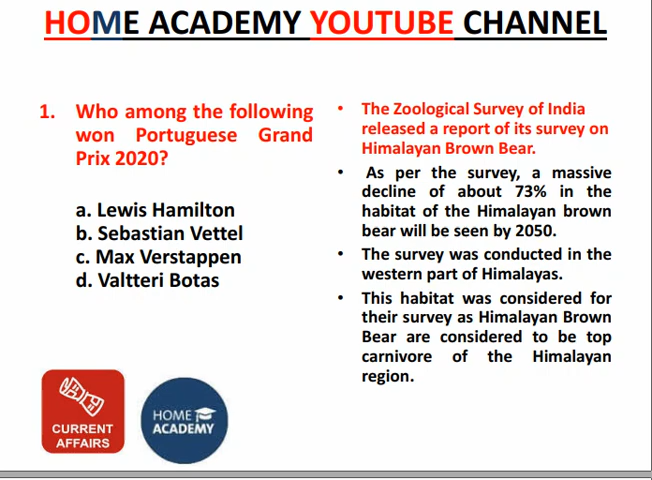 HOME ACADEMY YOUTUBE CHANNEL
1. Who among the following
won Portuguese Grand
Prix 2020?
a. Lewis Hamilton
b. Sebastian Vettel
c. Max Verstappen
d. Valtteri Botas
• The Zoological Survey of India
released a report of its survey on
Himalayan Brown Bear.
• As per the survey, a massive
decline of about 73% in the
habitat of the Himalayan brown
bear will be seen by 2050.
• The survey was conducted in the
western part of Himalayas.
• This habitat was considered for
their survey as Himalayan Brown
Bear are considered to be top
carnivore of the Himalayan
region.
CURRENT
AFFAIRS
HOME
ACADEMY